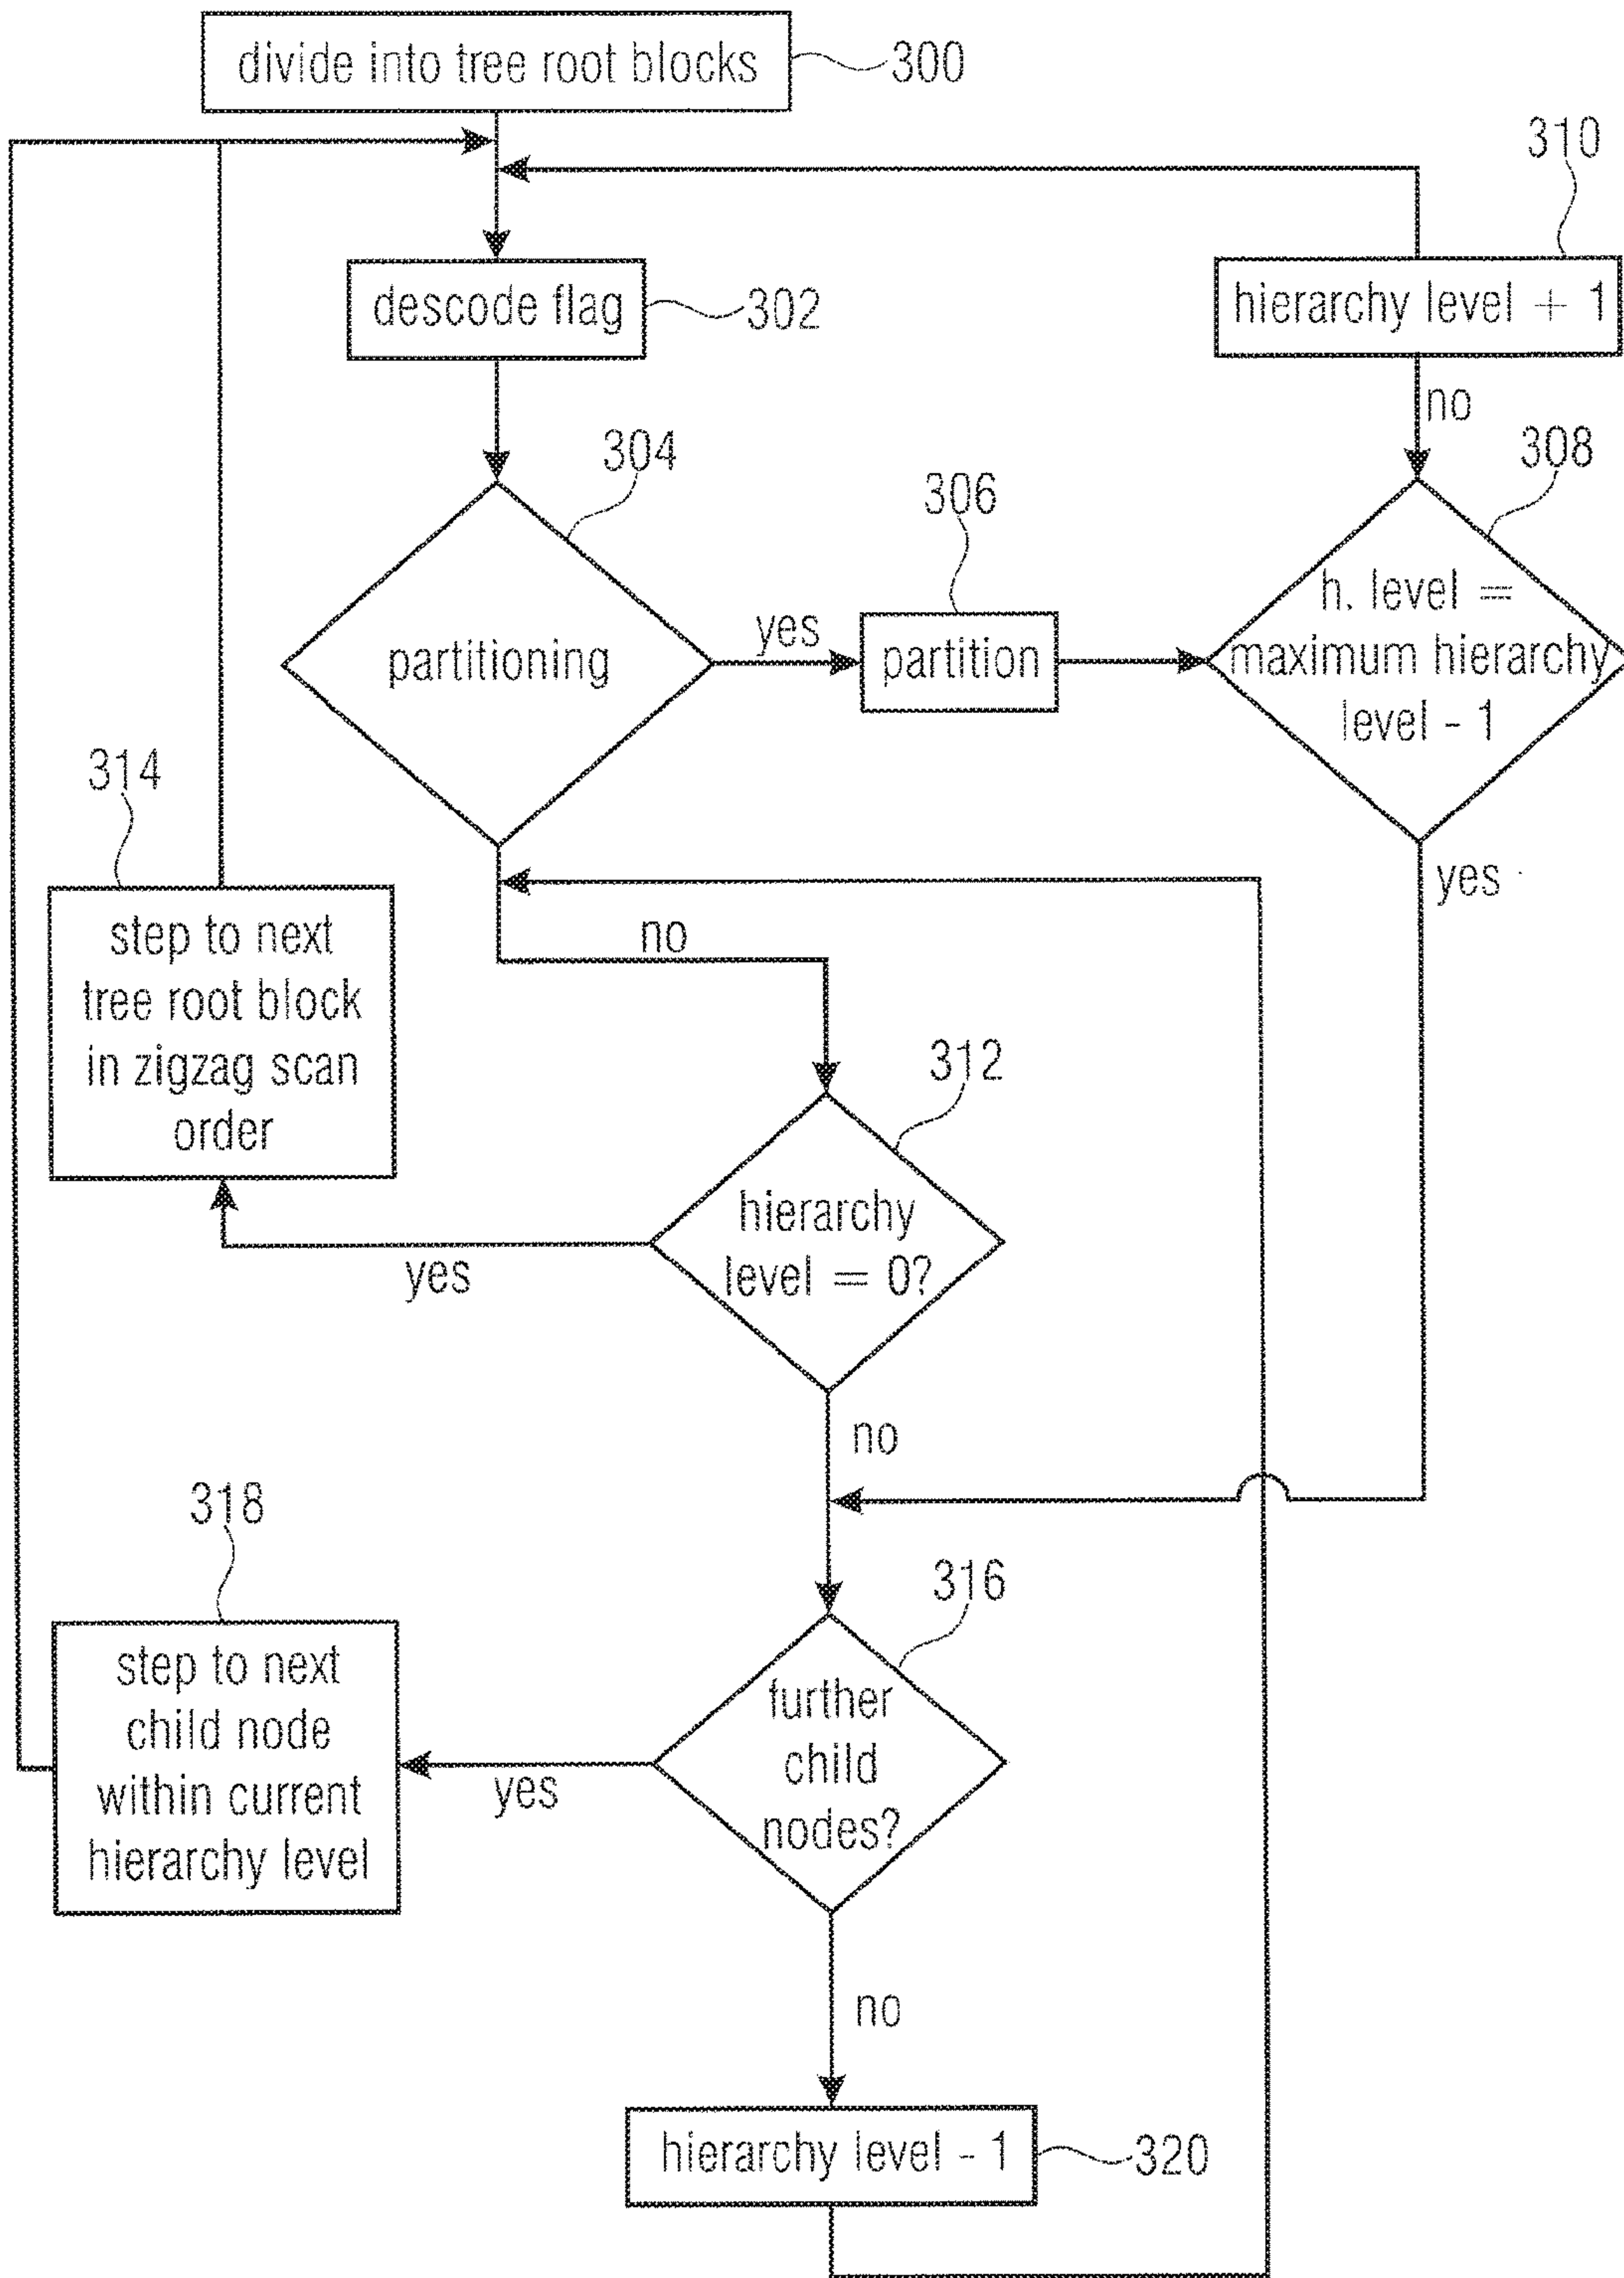 divide into tree root blocks
300
310
descode flag
302
hierarchy level + 1
no
304
308
306
h. level =
maximum hierarchy
level - 1
partitioning
yes
partition
314
yes
step to next
tree root block
in zigzag scan
order
no
312
hierarchy
level = 0?
yes
no
318
316
step to next
child node
within current
hierarchy level
further
child
nodes?
yes
no
hierarchy level - 1
320